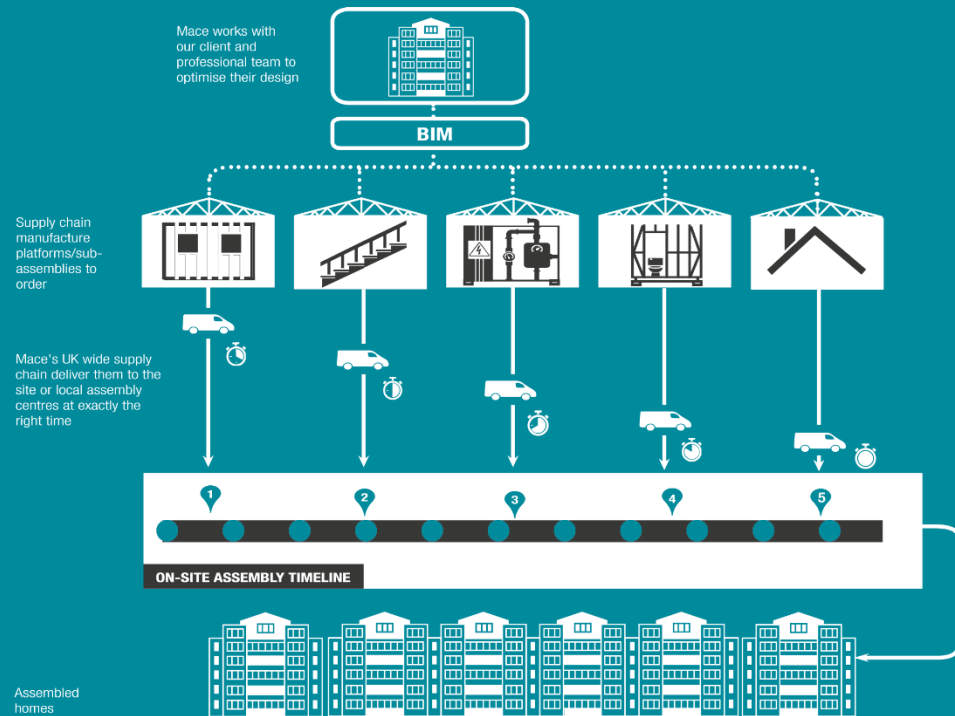 Mace works with
our client and
professional team to
optimise their design
BIM
Supply chain
manufacture
platforms/sub-
assemblies to
order
Mace's UK wide supply
chain deliver them to the
site or local assembly
centres at exactly the
right time
1
2
3
4
5
ON-SITE ASSEMBLY TIMELINE
Assembled
homes